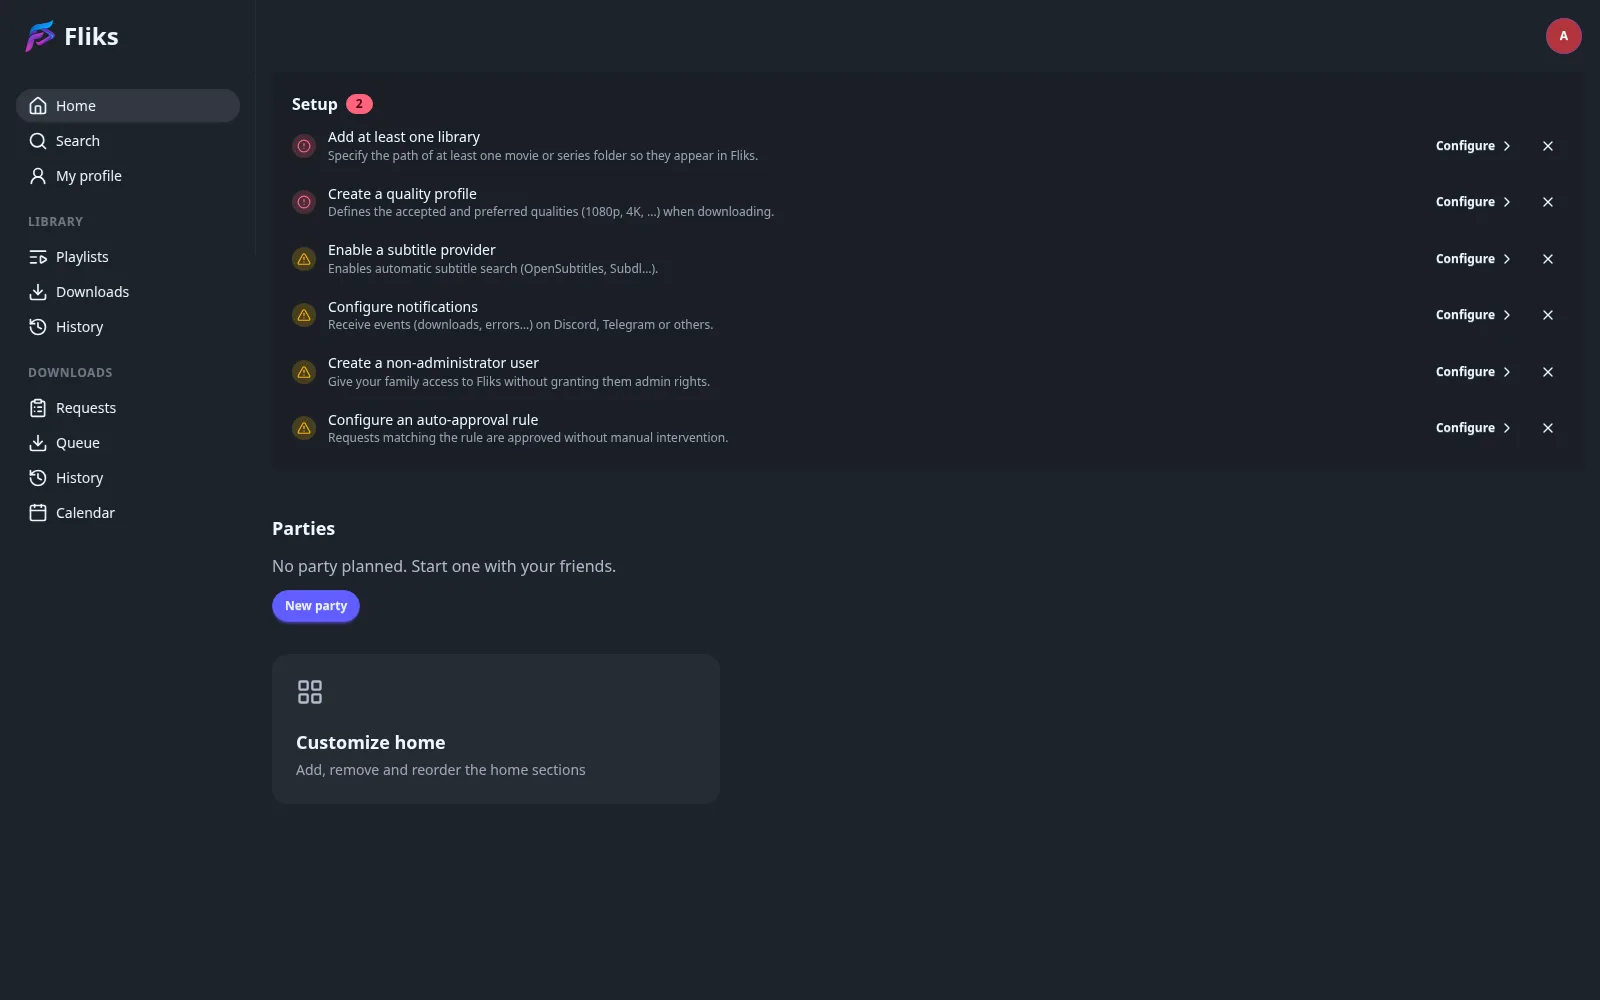 Fliks
A
Home
Search
My profile
LIBRARY
Playlists
Downloads
History
DOWNLOADS
Requests
Queue
History
Calendar
Setup 2
Add at least one library
Specify the path of at least one movie or series folder so they appear in Fliks.
Configure
Create a quality profile
Defines the accepted and preferred qualities (1080p, 4K, ...) when downloading.
Configure
Enable a subtitle provider
Enables automatic subtitle search (OpenSubtitles, Subdl...).
Configure
Configure notifications
Receive events (downloads, errors...) on Discord, Telegram or others.
Configure
Create a non-administrator user
Give your family access to Fliks without granting them admin rights.
Configure
Configure an auto-approval rule
Requests matching the rule are approved without manual intervention.
Configure
Parties
No party planned. Start one with your friends.
New party
Customize home
Add, remove and reorder the home sections